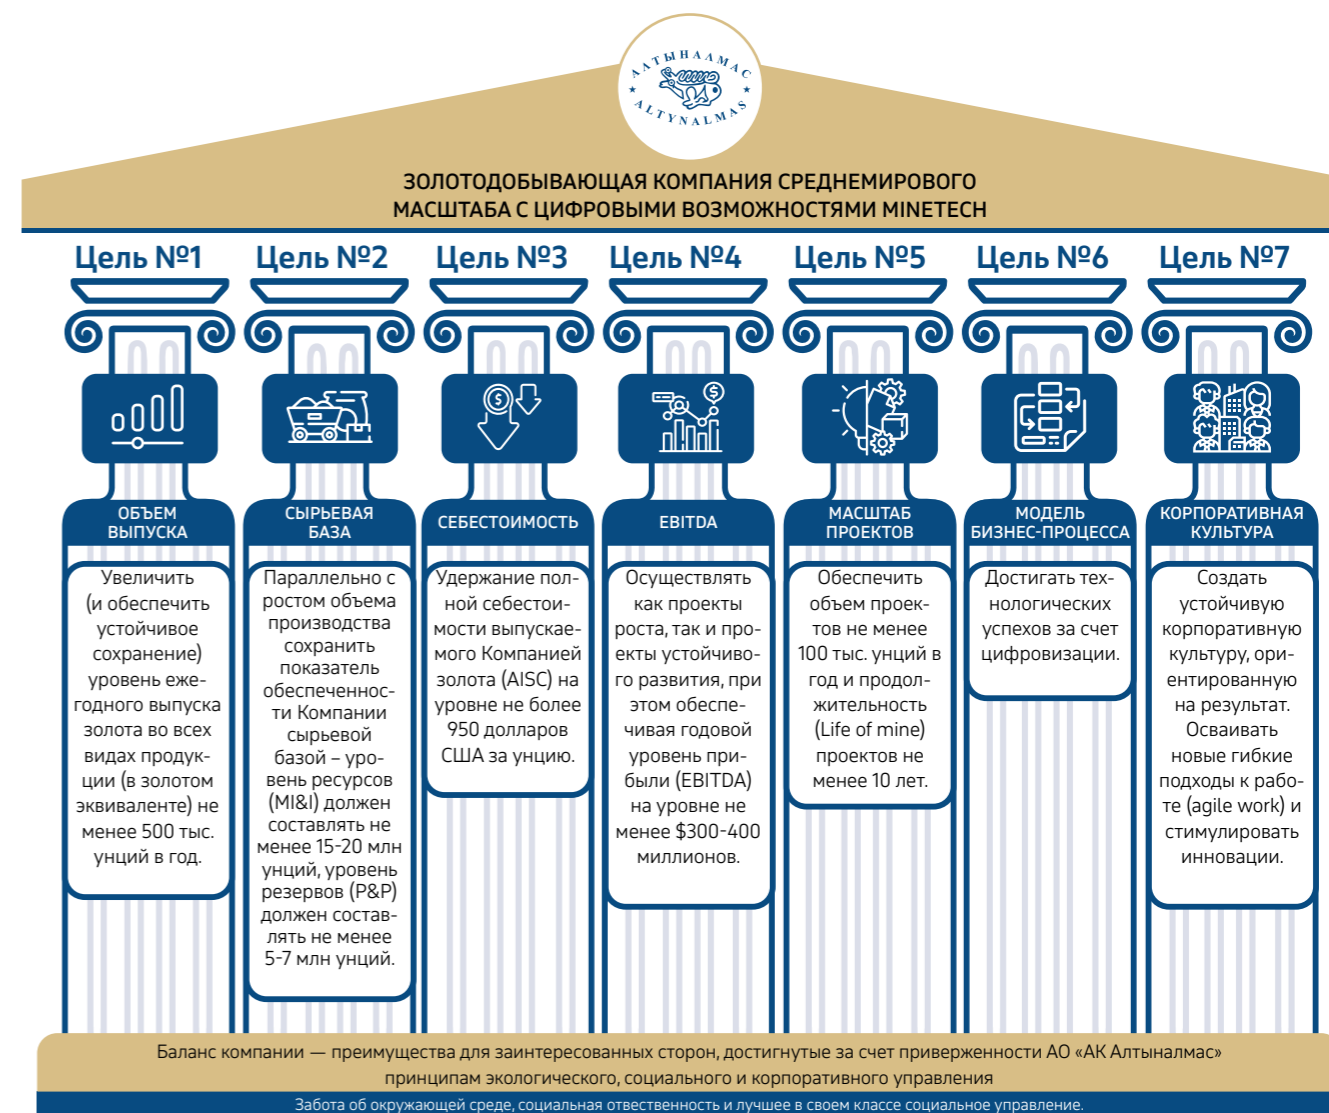 АЛТЫНАЛМАС
ALTYNALMAS
ЗОЛОТОДОБЫВАЮЩАЯ КОМПАНИЯ СРЕДНЕМИРОВОГО
МАСШТАБА С ЦИФРОВЫМИ ВОЗМОЖНОСТЯМИ MINETECH
Цель №1
ОБЪЕМ
ВЫПУСКА
Увеличить
(и обеспечить
устойчивое
сохранение)
уровень еже-
годного выпуска
золота во всех
видах продук-
ции (в золотом
эквиваленте) не
менее 500 тыс.
унций в год.
Цель №2
СЫРЬЕВАЯ
БАЗА
Параллельно с
ростом объема
производства
сохранить
показатель
обеспеченнос-
ти Компании
сырьевой
базой – уро-
вень ресурсов
(MI&I) должен
составлять не
менее 15-20 млн
унций, уровень
резервов (P&P)
должен состав-
лять не менее
5-7 млн унций.
Цель №3
СЕБЕСТОИМОСТЬ
Удержание пол-
ной себестои-
мости выпускае-
мого Компанией
золота (AISC) на
уровне не более
950 долларов
США за унцию.
Цель №4
EBITDA
Осуществлять
как проекты
роста, так и про-
екты устойчиво-
го развития, при
этом обеспе-
чивая годовой
уровень при-
были (EBITDA)
на уровне не
менее $300-400
миллионов.
Цель №5
МАСШТАБ
ПРОЕКТОВ
Обеспечить
объем проек-
тов не менее
100 тыс. унций в
год и продол-
жительность
(Life of mine)
проектов не
менее 10 лет.
Цель №6
МОДЕЛЬ
БИЗНЕС-ПРОЦЕССА
Достигать тех-
нологических
успехов за счет
цифровизации.
Цель №7
КОРПОРАТИВНАЯ
КУЛЬТУРА
Создать
устойчивую
корпоративную
культуру, ори-
ентированную
на результат.
Осваивать
новые гибкие
подходы к рабо-
те (agile work) и
стимулировать
инновации.
Баланс компании — преимущества для заинтересованных сторон, достигнутые за счет приверженности АО «АК Алтыналмас»
принципам экологического, социального и корпоративного управления
Забота об окружающей среде, социальная отвественность и лучшее в своем классе социальное управление.